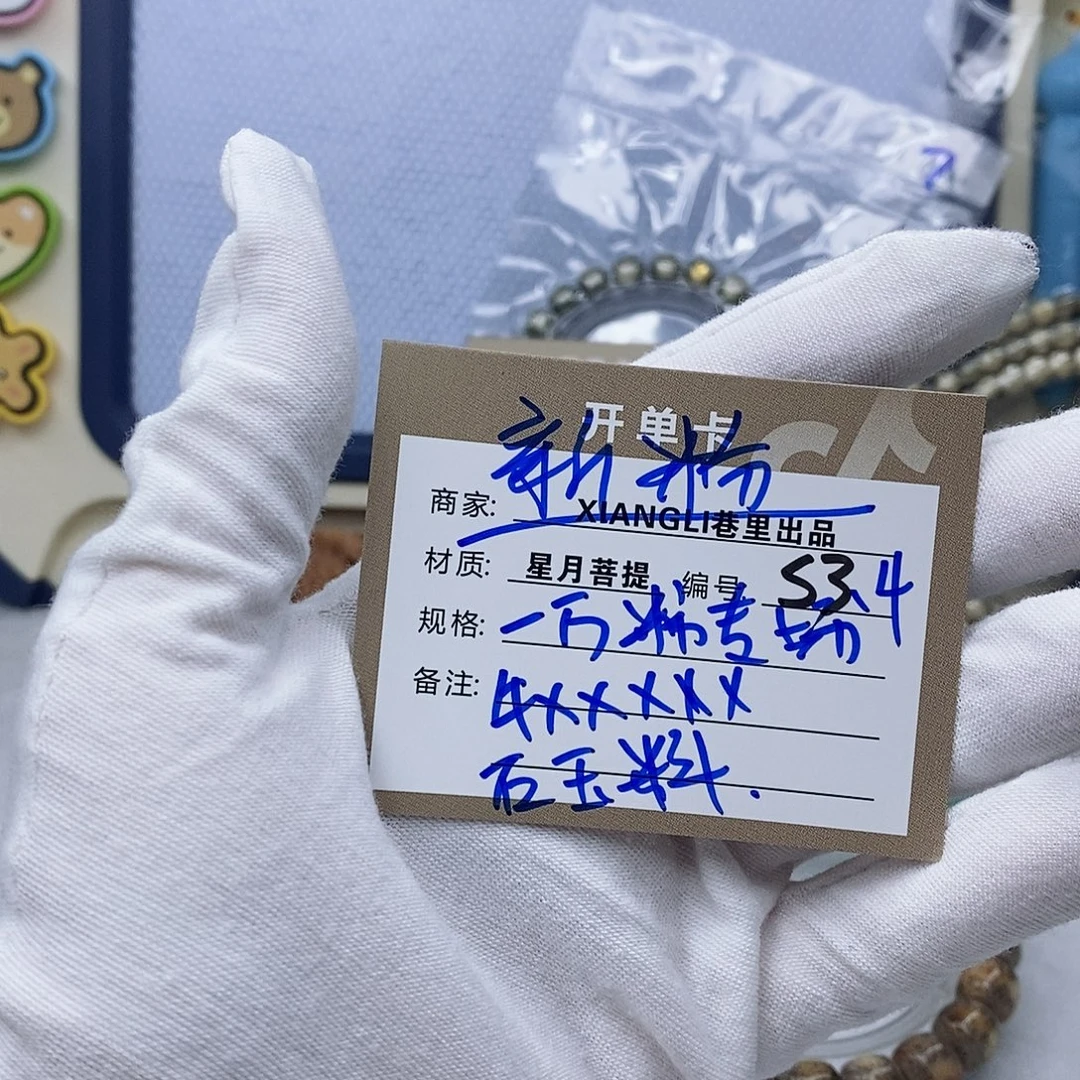 开单卡
新粉
商家: XIANGLI巷里出品
材质: 星月菩提 编号 S34
规格: 一万粉专场
备注: 4XXXXX
石玉料.